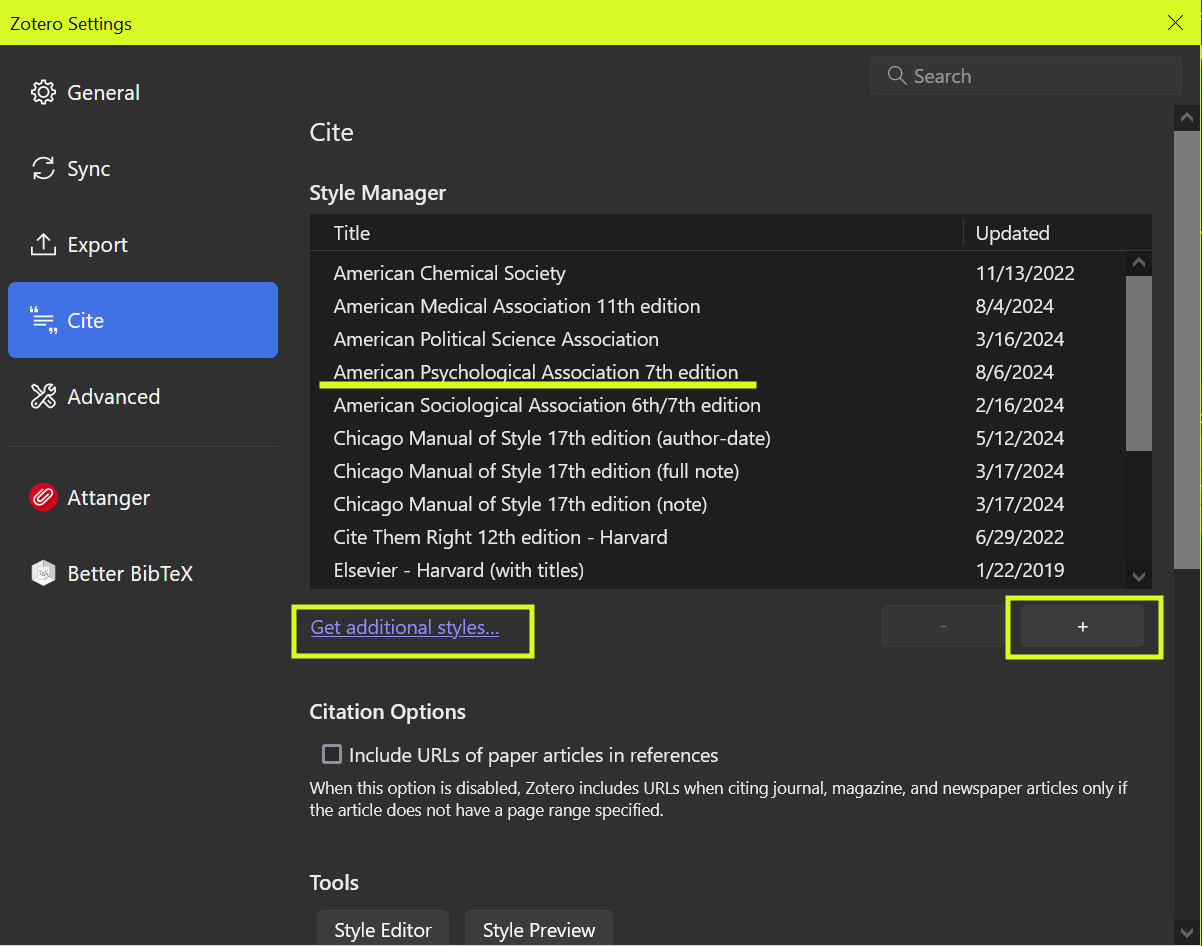 Zotero Settings
Search
General
Sync
Export
Cite
Advanced
Attanger
Better BibTeX
Cite
Style Manager
Title Updated
American Chemical Society 11/13/2022
American Medical Association 11th edition 8/4/2024
American Political Science Association 3/16/2024
American Psychological Association 7th edition 8/6/2024
American Sociological Association 6th/7th edition 2/16/2024
Chicago Manual of Style 17th edition (author-date) 5/12/2024
Chicago Manual of Style 17th edition (full note) 3/17/2024
Chicago Manual of Style 17th edition (note) 3/17/2024
Cite Them Right 12th edition - Harvard 6/29/2022
Elsevier - Harvard (with titles) 1/22/2019
Get additional styles... - +
Citation Options
Include URLs of paper articles in references
When this option is disabled, Zotero includes URLs when citing journal, magazine, and newspaper articles only if
the article does not have a page range specified.
Tools
Style Editor Style Preview